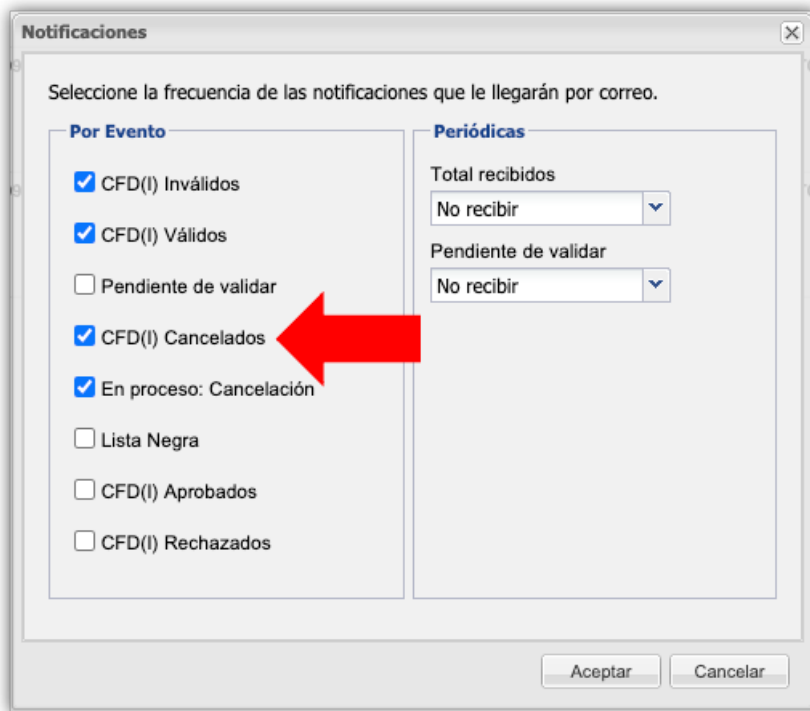 Notificaciones
Seleccione la frecuencia de las notificaciones que le llegarán por correo.
Por Evento
CFD(I) Inválidos
CFD(I) Válidos
Pendiente de validar
CFD(I) Cancelados
En proceso: Cancelación
Lista Negra
CFD(I) Aprobados
CFD(I) Rechazados
Periódicas
Total recibidos
No recibir
Pendiente de validar
No recibir
Aceptar
Cancelar